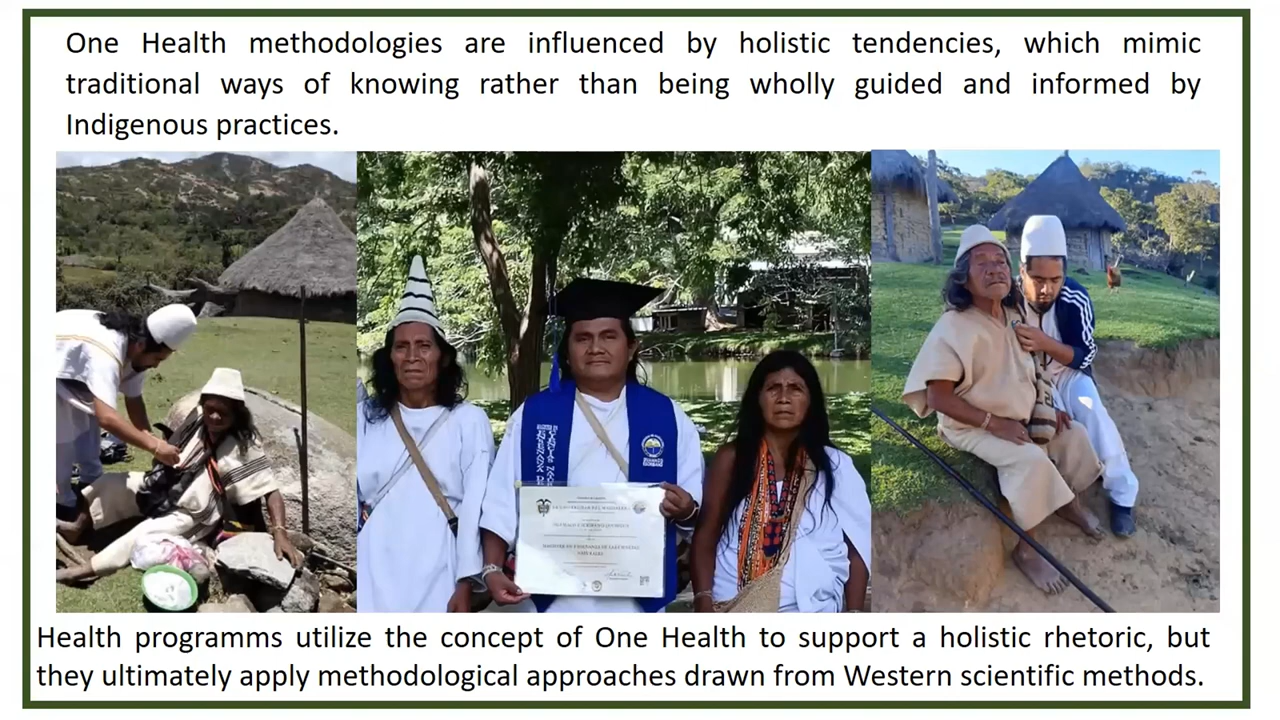 One Health methodologies are influenced by holistic tendencies, which mimic
traditional ways of knowing rather than being wholly guided and informed by
Indigenous practices.
Health programms utilize the concept of One Health to support a holistic rhetoric, but
they ultimately apply methodological approaches drawn from Western scientific methods.